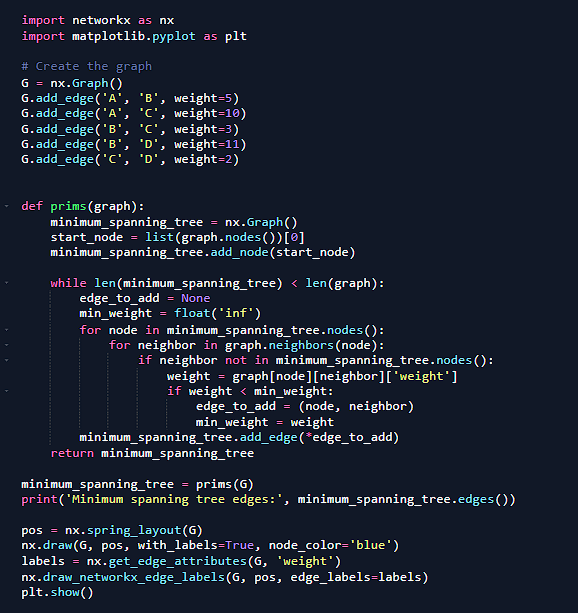 import networkx as nx
import matplotlib.pyplot as plt

# Create the graph
G = nx.Graph()
G.add_edge('A', 'B', weight=5)
G.add_edge('A', 'C', weight=10)
G.add_edge('B', 'C', weight=3)
G.add_edge('B', 'D', weight=11)
G.add_edge('C', 'D', weight=2)


def prims(graph):
    minimum_spanning_tree = nx.Graph()
    start_node = list(graph.nodes())[0]
    minimum_spanning_tree.add_node(start_node)

    while len(minimum_spanning_tree) < len(graph):
        edge_to_add = None
        min_weight = float('inf')
        for node in minimum_spanning_tree.nodes():
            for neighbor in graph.neighbors(node):
                if neighbor not in minimum_spanning_tree.nodes():
                    weight = graph[node][neighbor]['weight']
                    if weight < min_weight:
                        edge_to_add = (node, neighbor)
                        min_weight = weight
        minimum_spanning_tree.add_edge(*edge_to_add)
    return minimum_spanning_tree

minimum_spanning_tree = prims(G)
print('Minimum spanning tree edges:', minimum_spanning_tree.edges())

pos = nx.spring_layout(G)
nx.draw(G, pos, with_labels=True, node_color='blue')
labels = nx.get_edge_attributes(G, 'weight')
nx.draw_networkx_edge_labels(G, pos, edge_labels=labels)
plt.show()